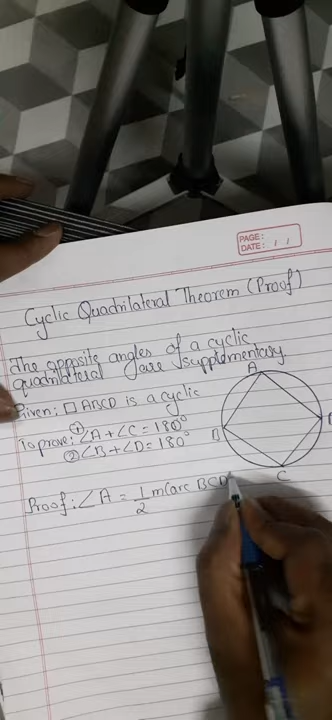 PAGE:
DATE: , ,
Cyclic Quadrilateral Theorem (Proof)
The opposite angles of a cyclic
quadrilateral are supplementary
A
Given: □ ABCD is a cyclic
① 
To prove: ∠A + ∠C = 180°
B
② ∠B + ∠D = 180°
C
Proof: ∠A = 1/2 m(arc BCD